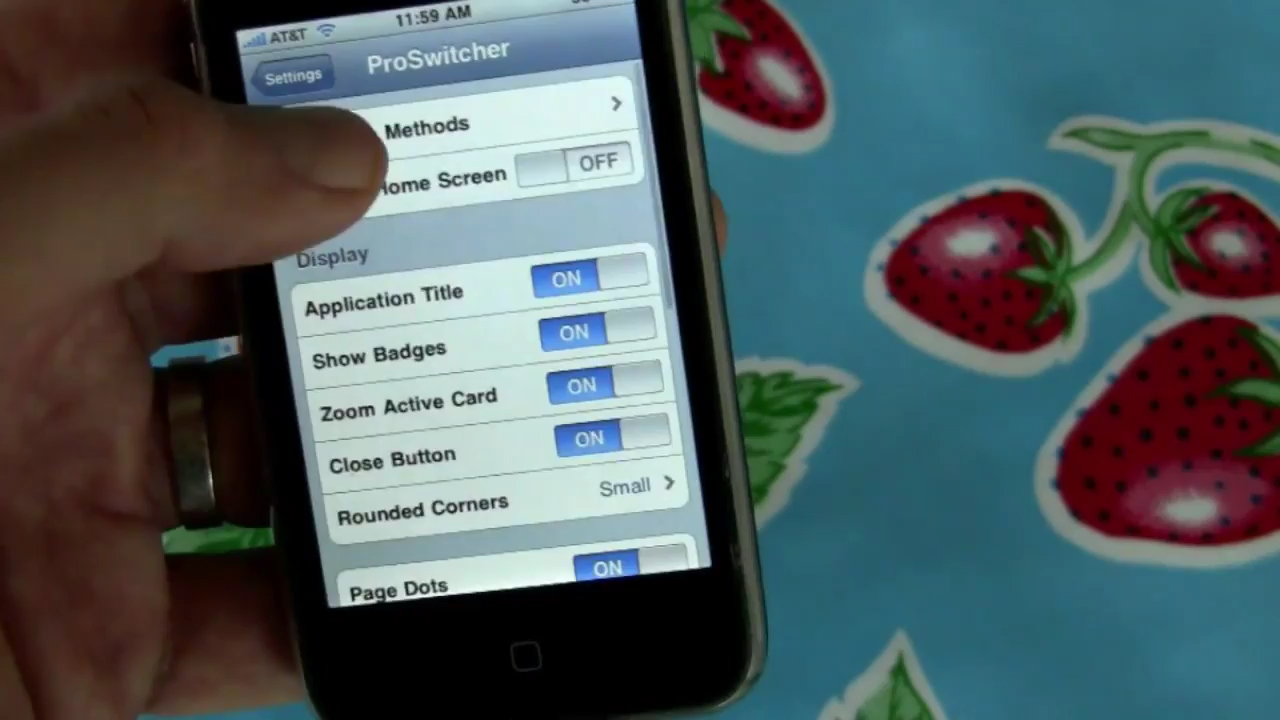 AT&T 11:59 AM
Settings ProSwitcher
Methods
Home Screen OFF
Display
Application Title ON
Show Badges ON
Zoom Active Card ON
Close Button ON
Rounded Corners Small
Page Dots ON